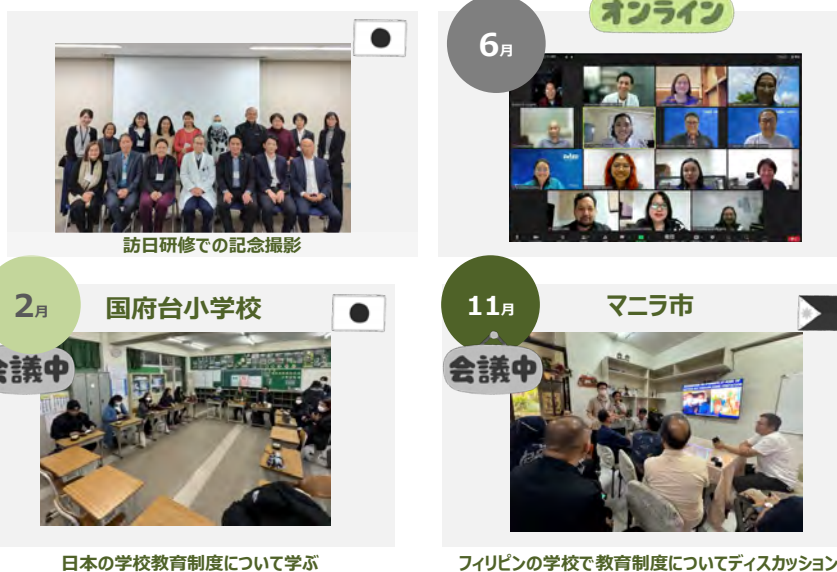 オンライン
6月
訪日研修での記念撮影
2月
国府台小学校
会議中
日本の学校教育制度について学ぶ
11月
マニラ市
会議中
フィリピンの学校で教育制度についてディスカッション